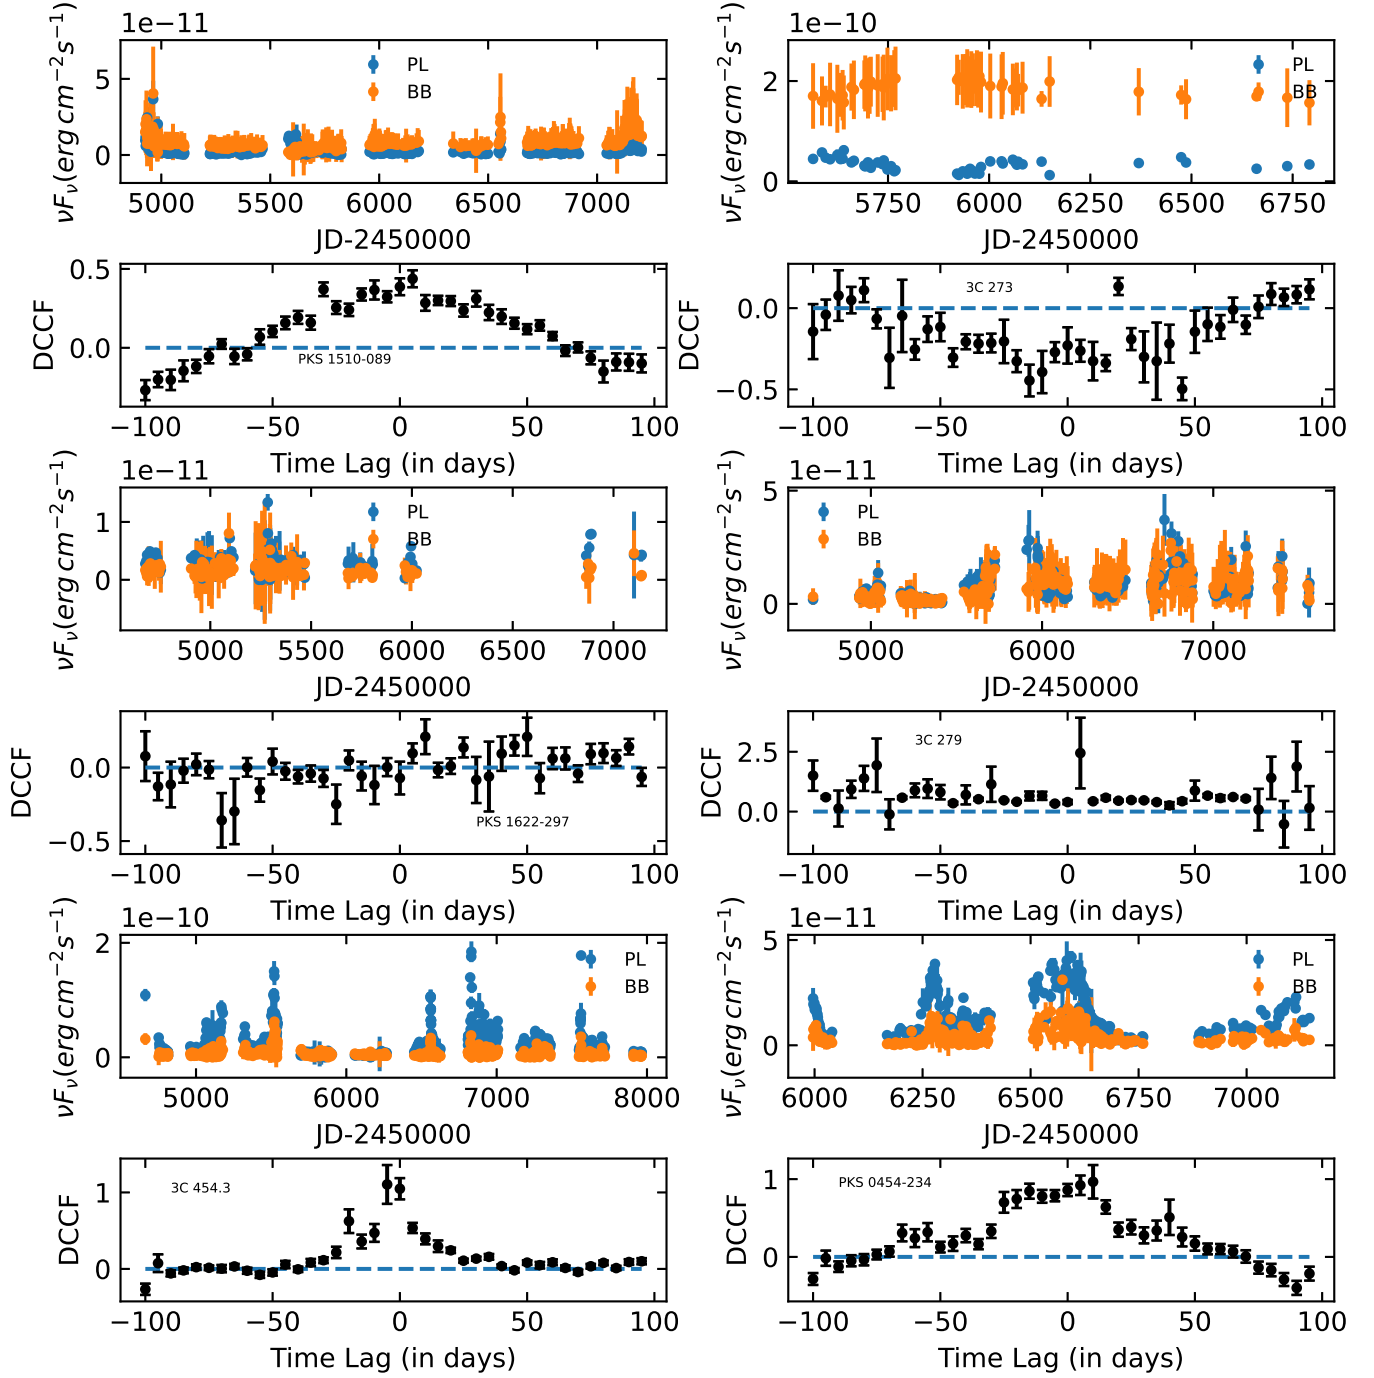 1e−11
νFν(erg cm−2s−1)
5
0
PL
BB
5000 5500 6000 6500 7000
JD-2450000
1e−10
νFν(erg cm−2s−1)
2
0
PL
BB
5750 6000 6250 6500 6750
JD-2450000
DCCF
0.5
0.0
PKS 1510-089
−100 −50 0 50 100
Time Lag (in days)
DCCF
0.0
−0.5
3C 273
−100 −50 0 50 100
Time Lag (in days)
1e−11
νFν(erg cm−2s−1)
1
0
PL
BB
5000 5500 6000 6500 7000
JD-2450000
1e−11
νFν(erg cm−2s−1)
5
0
PL
BB
5000 6000 7000
JD-2450000
DCCF
0.0
−0.5
PKS 1622-297
−100 −50 0 50 100
Time Lag (in days)
DCCF
2.5
0.0
3C 279
−100 −50 0 50 100
Time Lag (in days)
1e−10
νFν(erg cm−2s−1)
2
0
PL
BB
5000 6000 7000 8000
JD-2450000
1e−11
νFν(erg cm−2s−1)
5
0
PL
BB
6000 6250 6500 6750 7000
JD-2450000
DCCF
1
0
3C 454.3
−100 −50 0 50 100
Time Lag (in days)
DCCF
1
0
PKS 0454-234
−100 −50 0 50 100
Time Lag (in days)